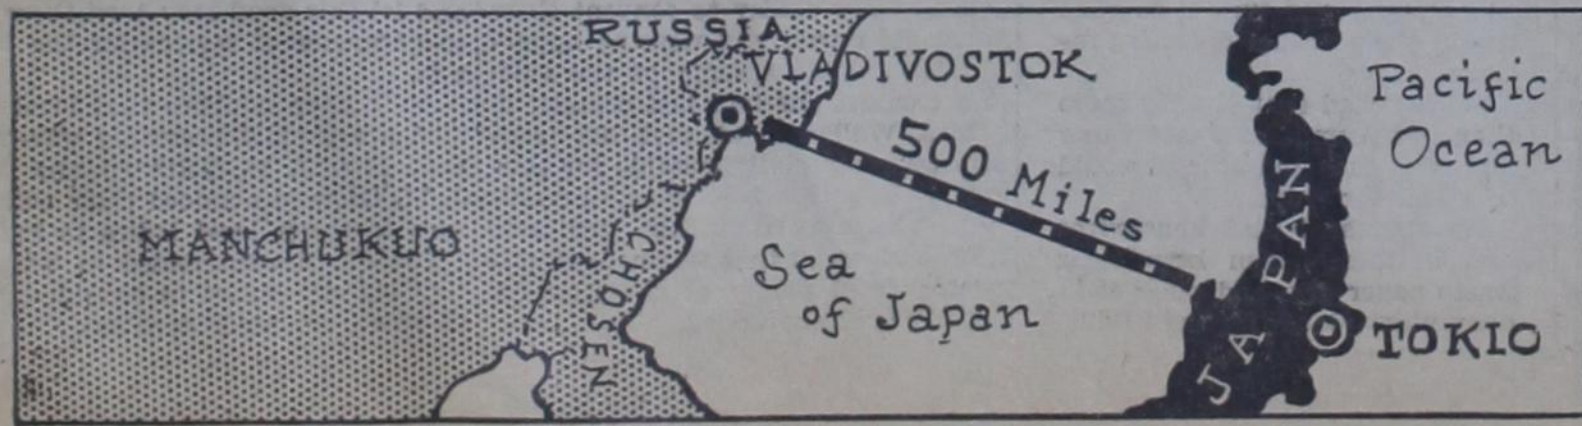 RUSSIA
VLADIVOSTOK
Pacific
Ocean
500 Miles
MANCHUKUO
CHOSEN
Sea
of Japan
JAPAN
TOKIO